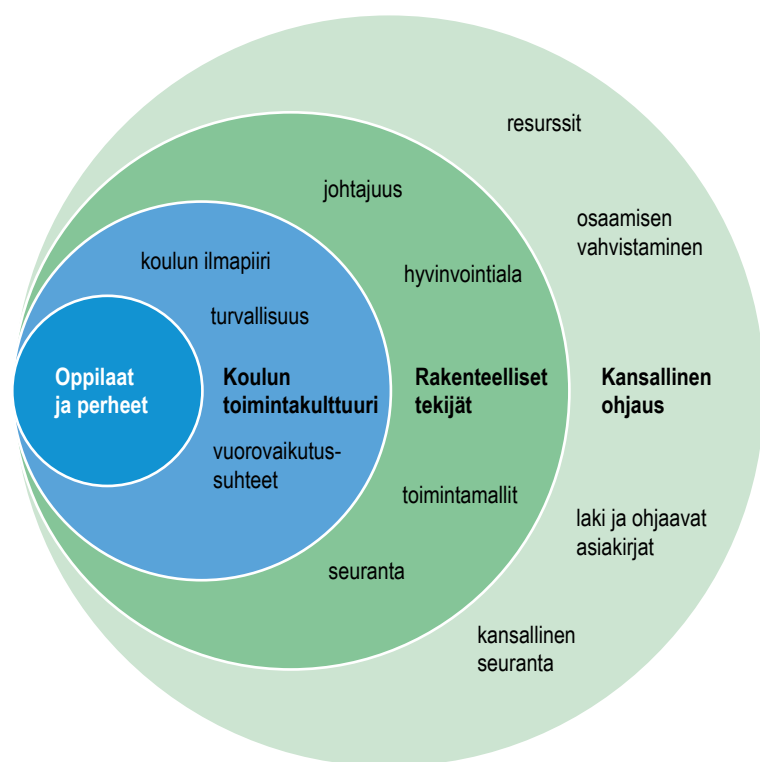 resurssit
johtajuus
osaamisen
vahvistaminen
koulun ilmapiiri
hyvinvointiala
turvallisuus
Oppilaat
ja perheet
Koulun
toimintakulttuuri
Rakenteelliset
tekijät
Kansallinen
ohjaus
vuorovaikutus-
suhteet
toimintamallit
laki ja ohjaavat
asiakirjat
seuranta
kansallinen
seuranta